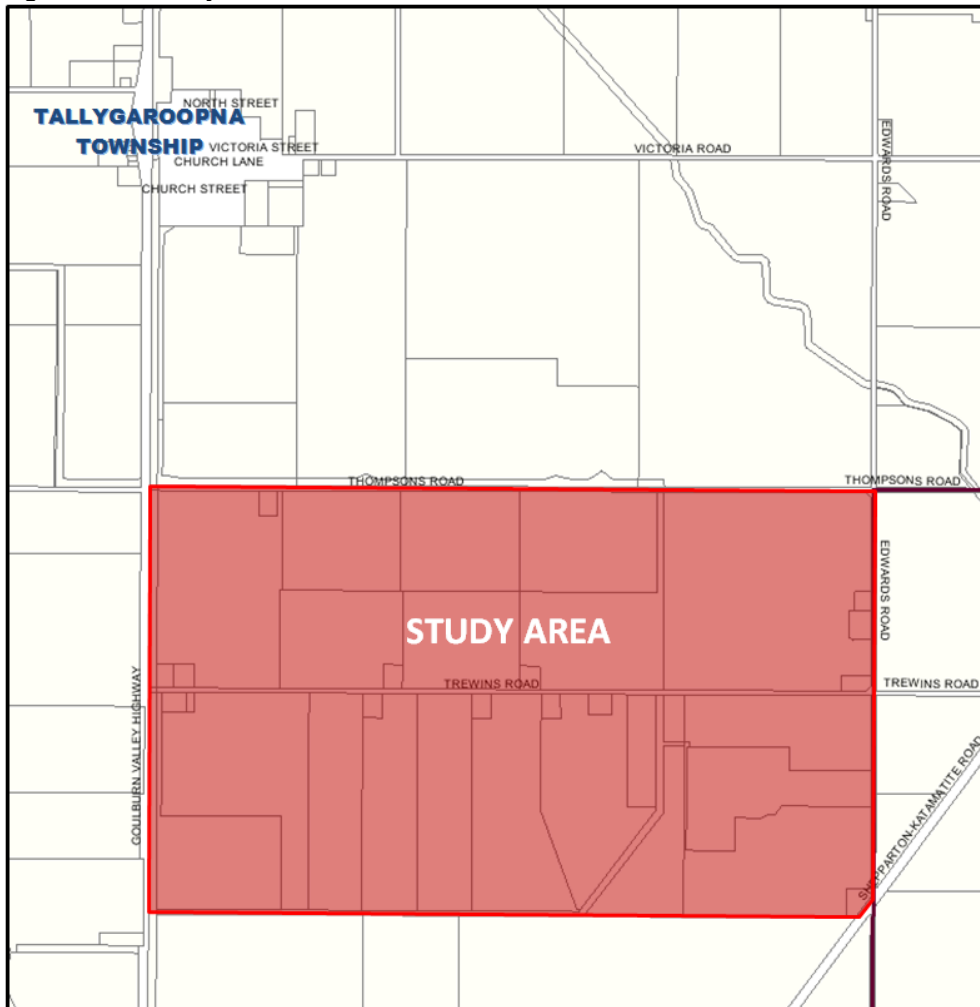 NORTH STREET
TALLYGAROOPNA
TOWNSHIP
VICTORIA STREET
CHURCH LANE
CHURCH STREET
VICTORIA ROAD
EDWARDS ROAD
THOMPSONS ROAD
THOMPSONS ROAD
EDWARDS ROAD
STUDY AREA
TREWINS ROAD
TREWINS ROAD
GOULBURN VALLEY HIGHWAY
SHEPPARTON-KATAMATITE ROAD